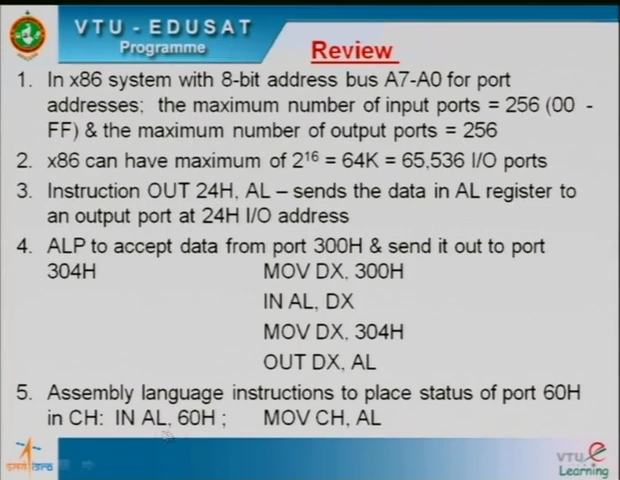 VTU - EDUSAT
Programme
Review
1. In x86 system with 8-bit address bus A7-A0 for port
addresses; the maximum number of input ports = 256 (00 -
FF) & the maximum number of output ports = 256
2. x86 can have maximum of 2¹⁶ = 64K = 65,536 I/O ports
3. Instruction OUT 24H, AL – sends the data in AL register to
an output port at 24H I/O address
4. ALP to accept data from port 300H & send it out to port
304H MOV DX, 300H
IN AL, DX
MOV DX, 304H
OUT DX, AL
5. Assembly language instructions to place status of port 60H
in CH: IN AL, 60H ; MOV CH, AL
VTU e
Learning